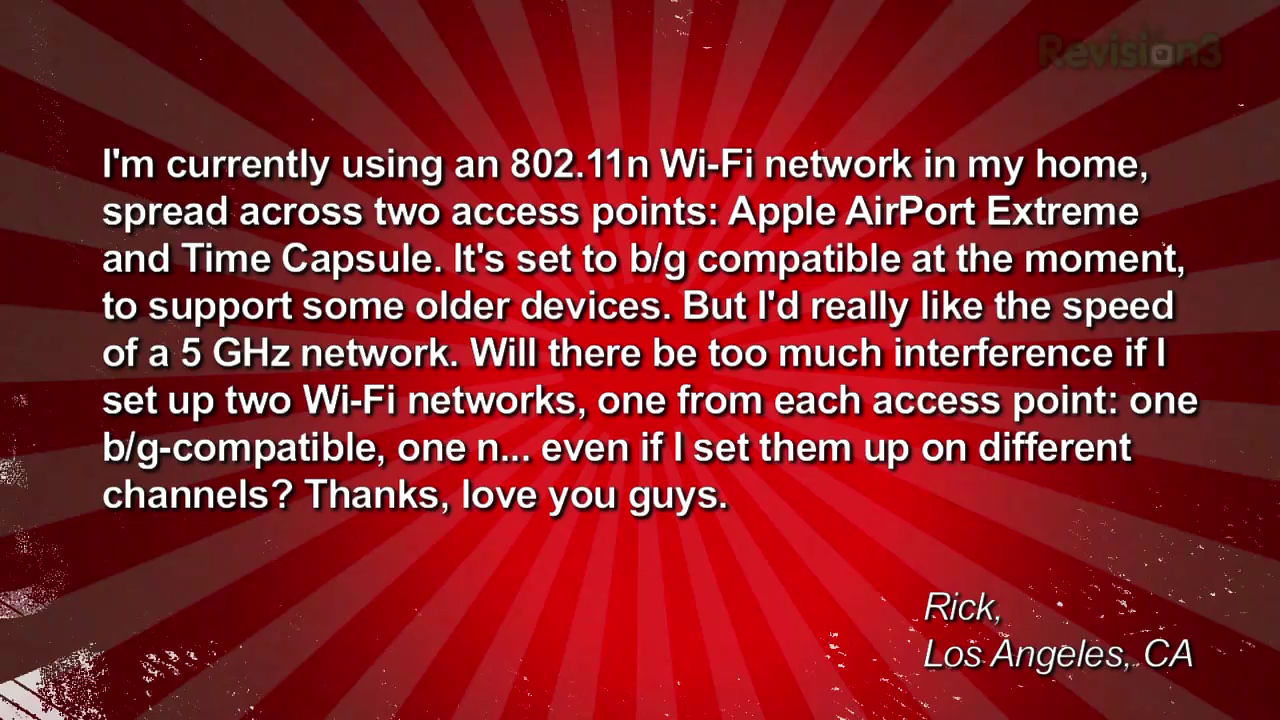 Revision3
I'm currently using an 802.11n Wi-Fi network in my home,
spread across two access points: Apple AirPort Extreme
and Time Capsule. It's set to b/g compatible at the moment,
to support some older devices. But I'd really like the speed
of a 5 GHz network. Will there be too much interference if I
set up two Wi-Fi networks, one from each access point: one
b/g-compatible, one n... even if I set them up on different
channels? Thanks, love you guys.
Rick,
Los Angeles, CA